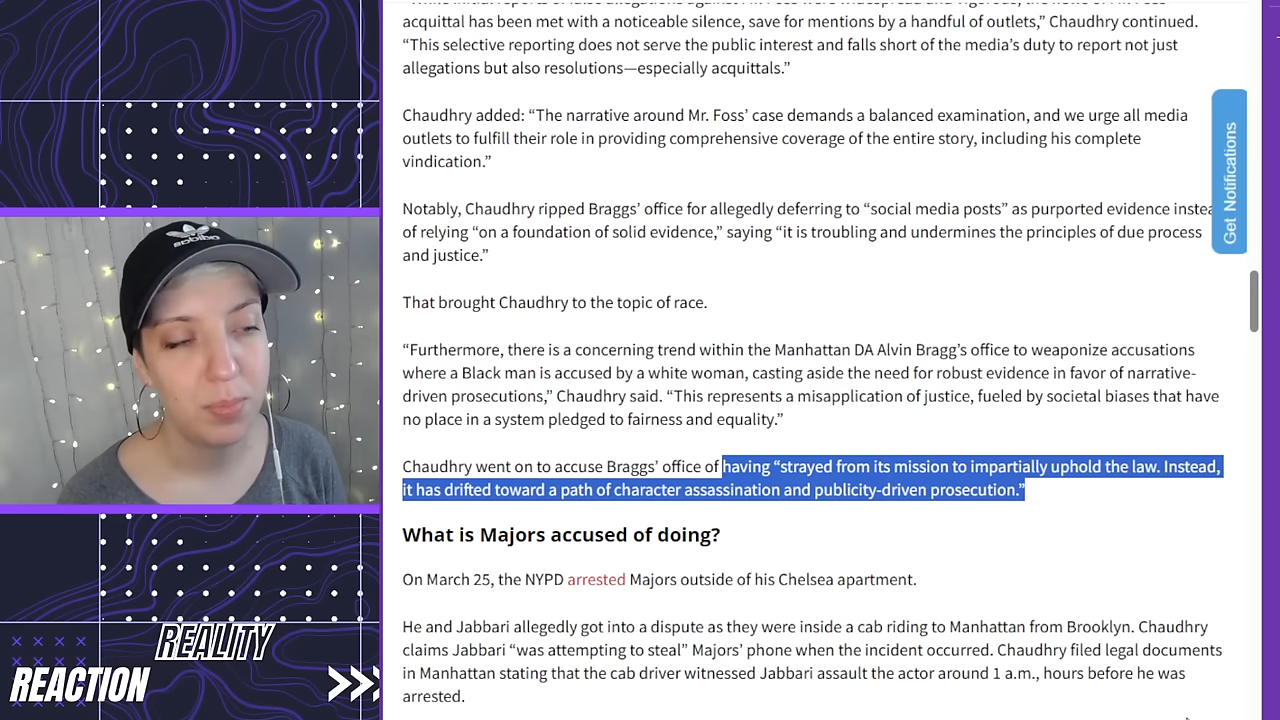 acquittal has been met with a noticeable silence, save for mentions by a handful of outlets,” Chaudhry continued.
“This selective reporting does not serve the public interest and falls short of the media’s duty to report not just
allegations but also resolutions—especially acquittals.”
Chaudhry added: “The narrative around Mr. Foss’ case demands a balanced examination, and we urge all media
outlets to fulfill their role in providing comprehensive coverage of the entire story, including his complete
vindication.”
Notably, Chaudhry ripped Braggs’ office for allegedly deferring to “social media posts” as purported evidence instea
of relying “on a foundation of solid evidence,” saying “it is troubling and undermines the principles of due process
and justice.”
That brought Chaudhry to the topic of race.
“Furthermore, there is a concerning trend within the Manhattan DA Alvin Bragg’s office to weaponize accusations
where a Black man is accused by a white woman, casting aside the need for robust evidence in favor of narrative-
driven prosecutions,” Chaudhry said. “This represents a misapplication of justice, fueled by societal biases that have
no place in a system pledged to fairness and equality.”
Chaudhry went on to accuse Braggs’ office of having “strayed from its mission to impartially uphold the law. Instead,
it has drifted toward a path of character assassination and publicity-driven prosecution.”
What is Majors accused of doing?
On March 25, the NYPD arrested Majors outside of his Chelsea apartment.
He and Jabbari allegedly got into a dispute as they were inside a cab riding to Manhattan from Brooklyn. Chaudhry
claims Jabbari “was attempting to steal” Majors’ phone when the incident occurred. Chaudhry filed legal documents
in Manhattan stating that the cab driver witnessed Jabbari assault the actor around 1 a.m., hours before he was
arrested.
Get Notifications
adidas
REALITY
REACTION